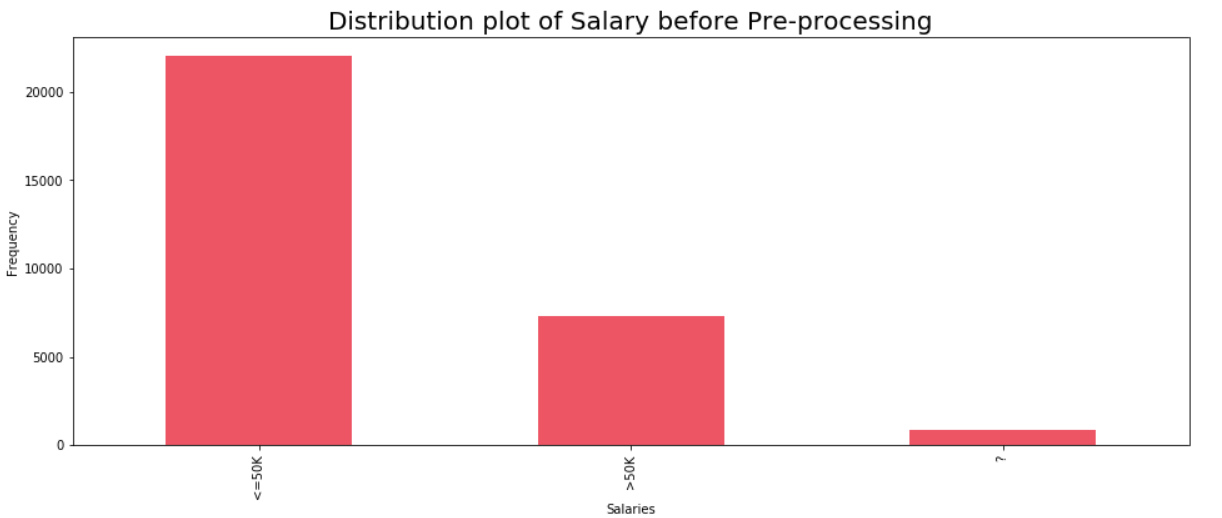 Distribution plot of Salary before Pre-processing
20000
15000
10000
5000
0
Frequency
<=50K
>50K
?
Salaries